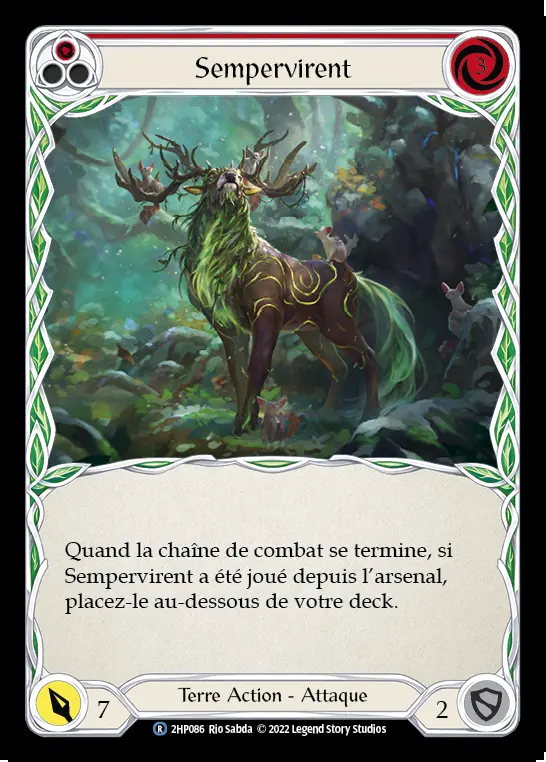 Sempervirent
3
Quand la chaîne de combat se termine, si
Sempervirent a été joué depuis l'arsenal,
placez-le au-dessous de votre deck.
7
Terre Action - Attaque
2
R 2HP086 Rio Sabda © 2022 Legend Story Studios